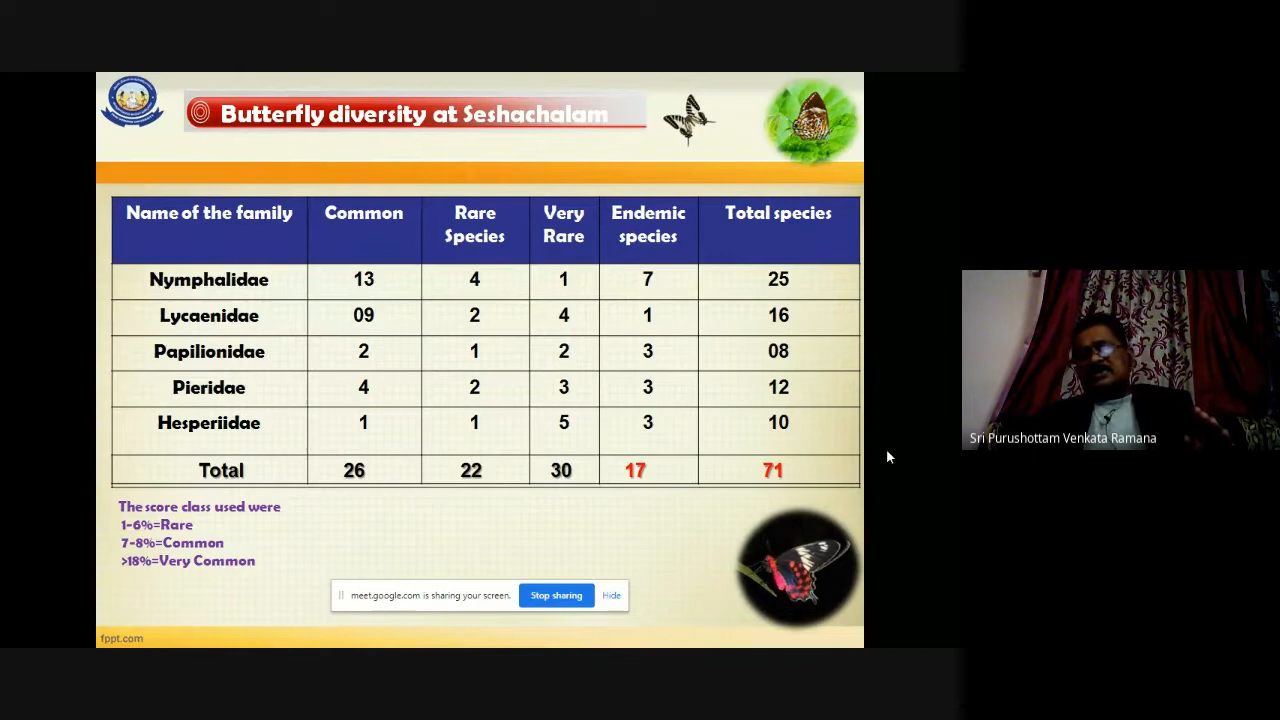 Butterfly diversity at Seshachalam
Name of the family Common Rare Species Very Rare Endemic species Total species
Nymphalidae 13 4 1 7 25
Lycaenidae 09 2 4 1 16
Papilionidae 2 1 2 3 08
Pieridae 4 2 3 3 12
Hesperiidae 1 1 5 3 10
Total 26 22 30 17 71
The score class used were
1-6%=Rare
7-8%=Common
>18%=Very Common
meet.google.com is sharing your screen. Stop sharing Hide
fppt.com
Sri Purushottam Venkata Ramana